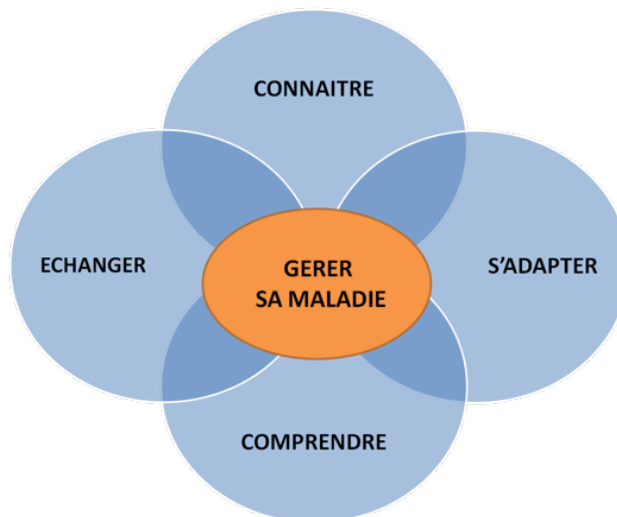 CONNAITRE
ECHANGER
GERER
SA MALADIE
S’ADAPTER
COMPRENDRE